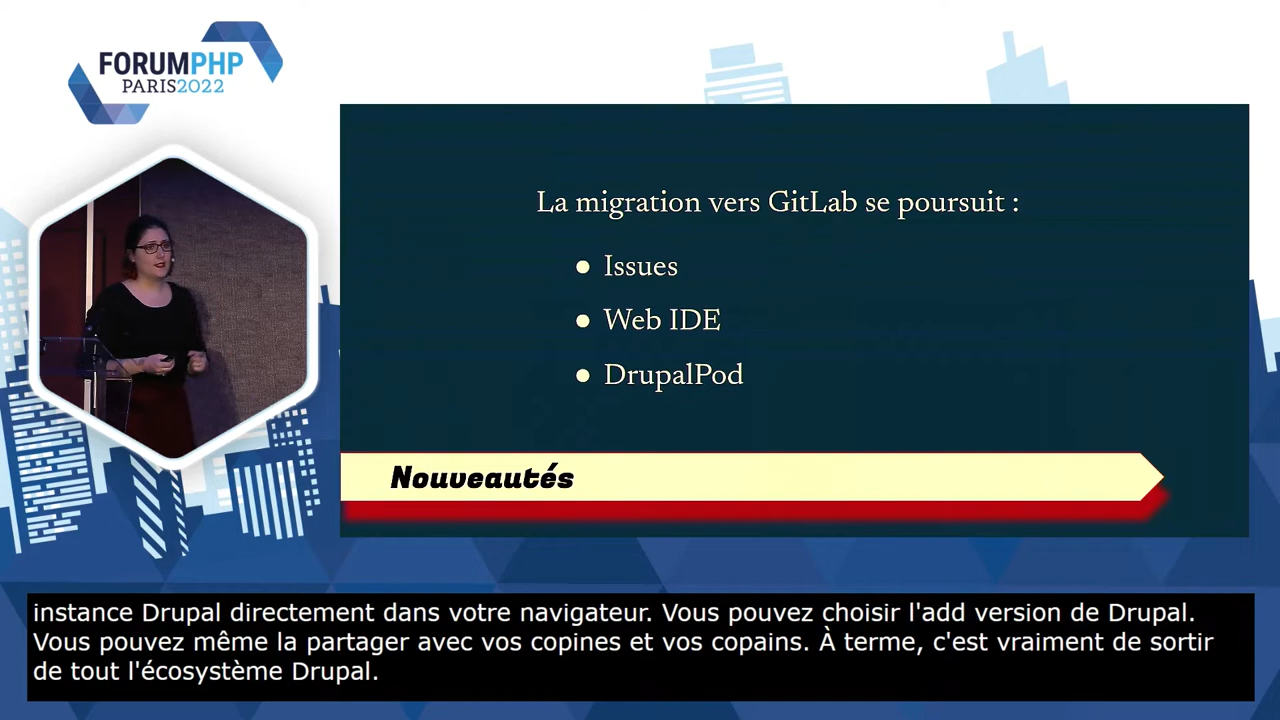 FORUMPHP
PARIS2022
La migration vers GitLab se poursuit :
● Issues
● Web IDE
● DrupalPod
Nouveautés
instance Drupal directement dans votre navigateur. Vous pouvez choisir l'add version de Drupal.
Vous pouvez même la partager avec vos copines et vos copains. À terme, c'est vraiment de sortir
de tout l'écosystème Drupal.